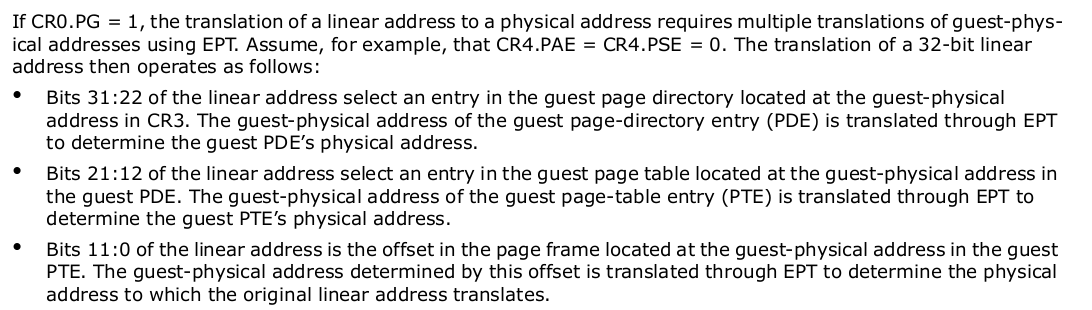 If CR0.PG = 1, the translation of a linear address to a physical address requires multiple translations of guest-phys-
ical addresses using EPT. Assume, for example, that CR4.PAE = CR4.PSE = 0. The translation of a 32-bit linear
address then operates as follows:
• Bits 31:22 of the linear address select an entry in the guest page directory located at the guest-physical
address in CR3. The guest-physical address of the guest page-directory entry (PDE) is translated through EPT
to determine the guest PDE’s physical address.
• Bits 21:12 of the linear address select an entry in the guest page table located at the guest-physical address in
the guest PDE. The guest-physical address of the guest page-table entry (PTE) is translated through EPT to
determine the guest PTE’s physical address.
• Bits 11:0 of the linear address is the offset in the page frame located at the guest-physical address in the guest
PTE. The guest-physical address determined by this offset is translated through EPT to determine the physical
address to which the original linear address translates.